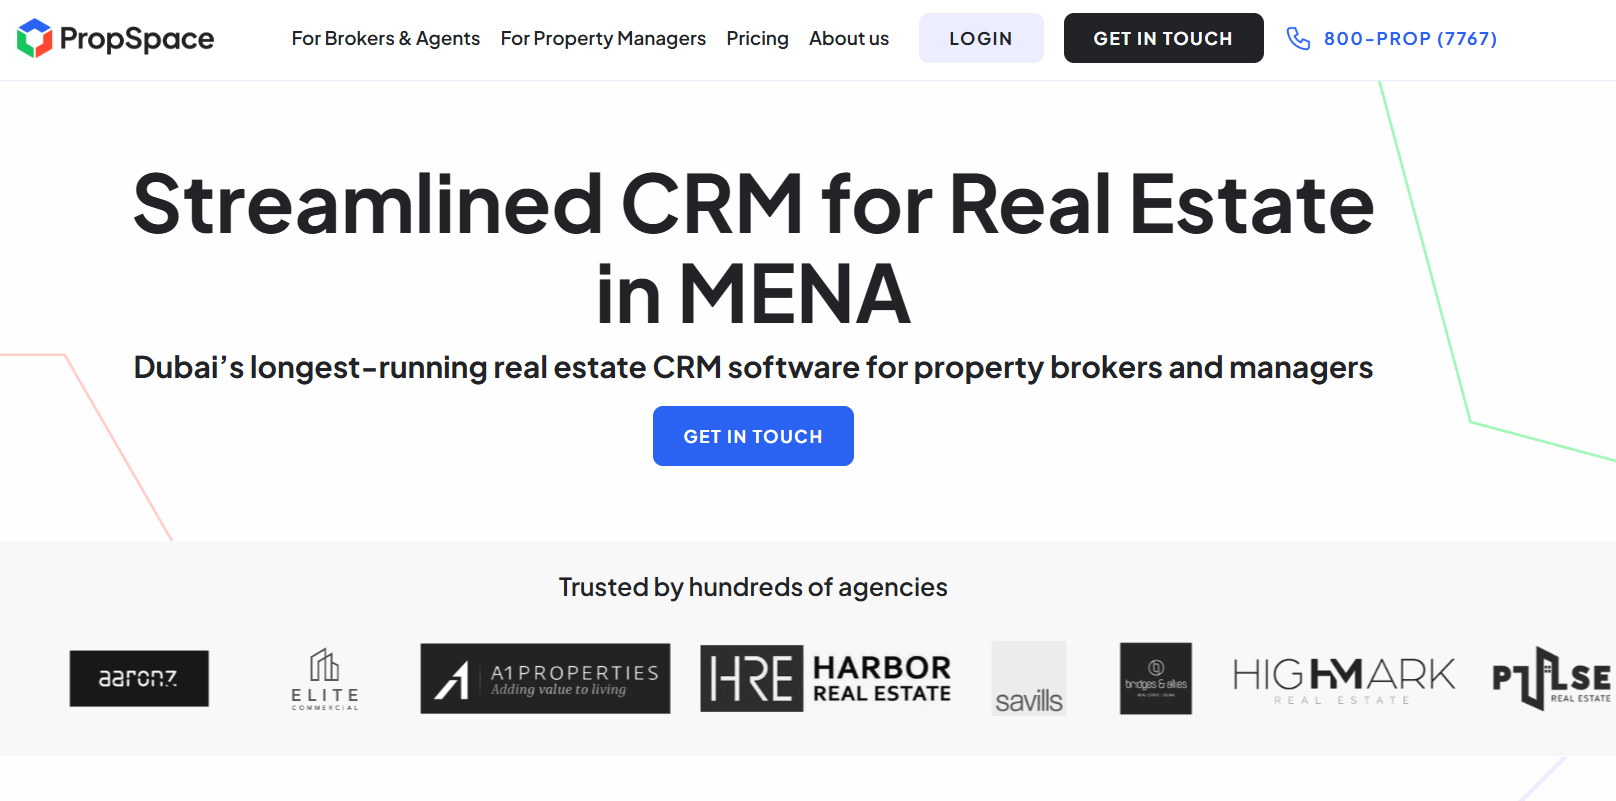 PropSpace
For Brokers & Agents
For Property Managers
Pricing
About us
LOGIN
GET IN TOUCH
800-PROP (7767)
Streamlined CRM for Real Estate
in MENA
Dubai’s longest-running real estate CRM software for property brokers and managers
GET IN TOUCH
Trusted by hundreds of agencies
aaronz
ELITE
COMMERCIAL
A1PROPERTIES
Adding value to living
HRE
HARBOR
REAL ESTATE
savills
bridges & allies
HIGHMARK
REAL ESTATE
PULSE
REAL ESTATE